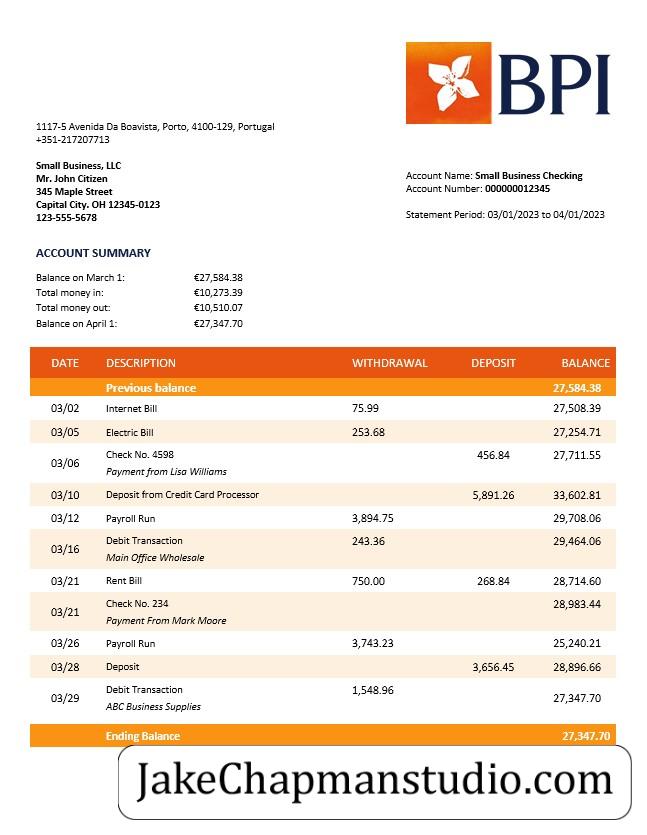 BPI
1117-5 Avenida Da Boavista, Porto, 4100-129, Portugal
+351-217207713
Small Business, LLC
Mr. John Citizen
345 Maple Street
Capital City. OH 12345-0123
123-555-5678
Account Name: Small Business Checking
Account Number: 000000012345
Statement Period: 03/01/2023 to 04/01/2023
ACCOUNT SUMMARY
Balance on March 1: €27,584.38
Total money in: €10,273.39
Total money out: €10,510.07
Balance on April 1: €27,347.70
DATE DESCRIPTION WITHDRAWAL DEPOSIT BALANCE
Previous balance 27,584.38
03/02 Internet Bill 75.99 27,508.39
03/05 Electric Bill 253.68 27,254.71
03/06 Check No. 4598 456.84 27,711.55
Payment from Lisa Williams
03/10 Deposit from Credit Card Processor 5,891.26 33,602.81
03/12 Payroll Run 3,894.75 29,708.06
03/16 Debit Transaction 243.36 29,464.06
Main Office Wholesale
03/21 Rent Bill 750.00 268.84 28,714.60
03/21 Check No. 234 28,983.44
Payment From Mark Moore
03/26 Payroll Run 3,743.23 25,240.21
03/28 Deposit 3,656.45 28,896.66
03/29 Debit Transaction 1,548.96 27,347.70
ABC Business Supplies
Ending Balance 27,347.70
JakeChapmanstudio.com